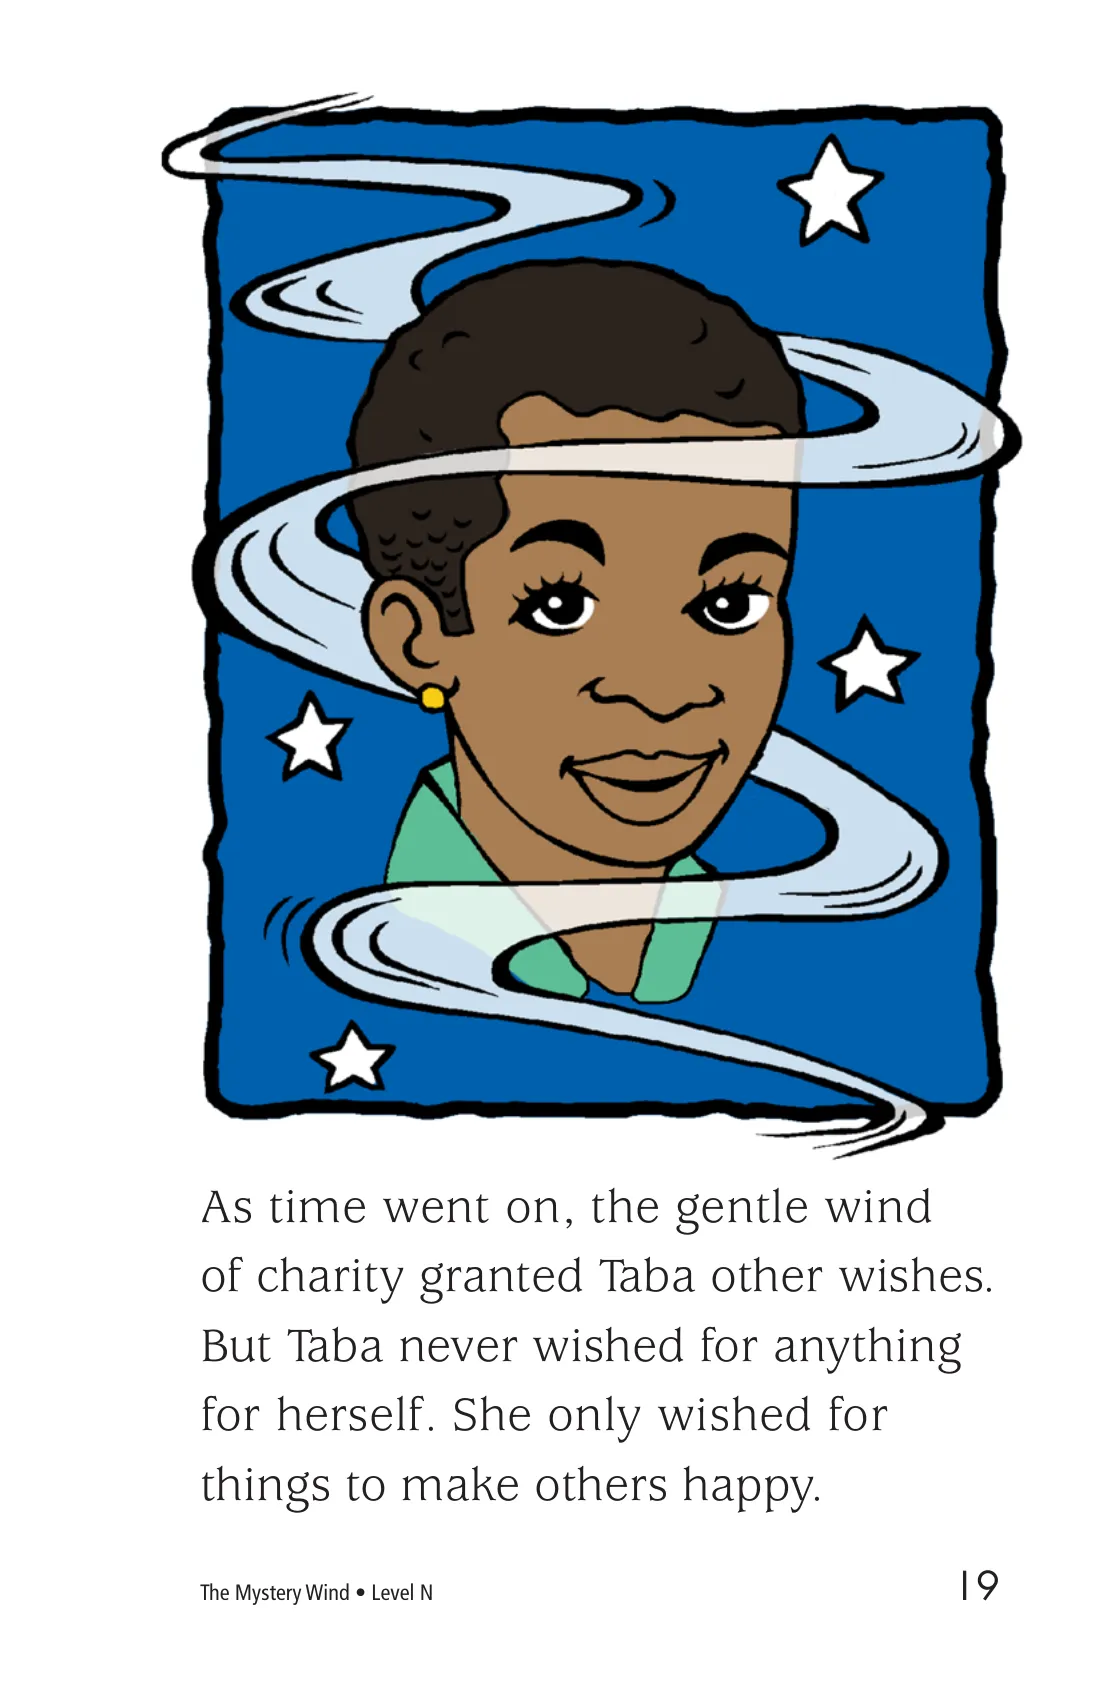 As time went on, the gentle wind
of charity granted Taba other wishes.
But Taba never wished for anything
for herself. She only wished for
things to make others happy.
The Mystery Wind • Level N
19